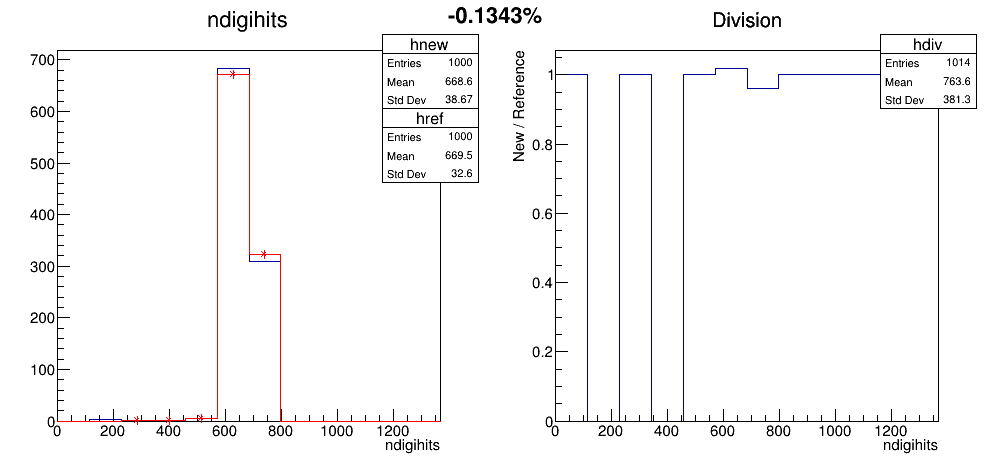 -0.1343%
ndigihits
hnew
Entries 1000
Mean 668.6
Std Dev 38.67
href
Entries 1000
Mean 669.5
Std Dev 32.6
700
600
500
400
300
200
100
0
0 200 400 600 800 1000 1200
ndigihits
Division
hdiv
Entries 1014
Mean 763.6
Std Dev 381.3
New / Reference
1
0.8
0.6
0.4
0.2
0
0 200 400 600 800 1000 1200
ndigihits